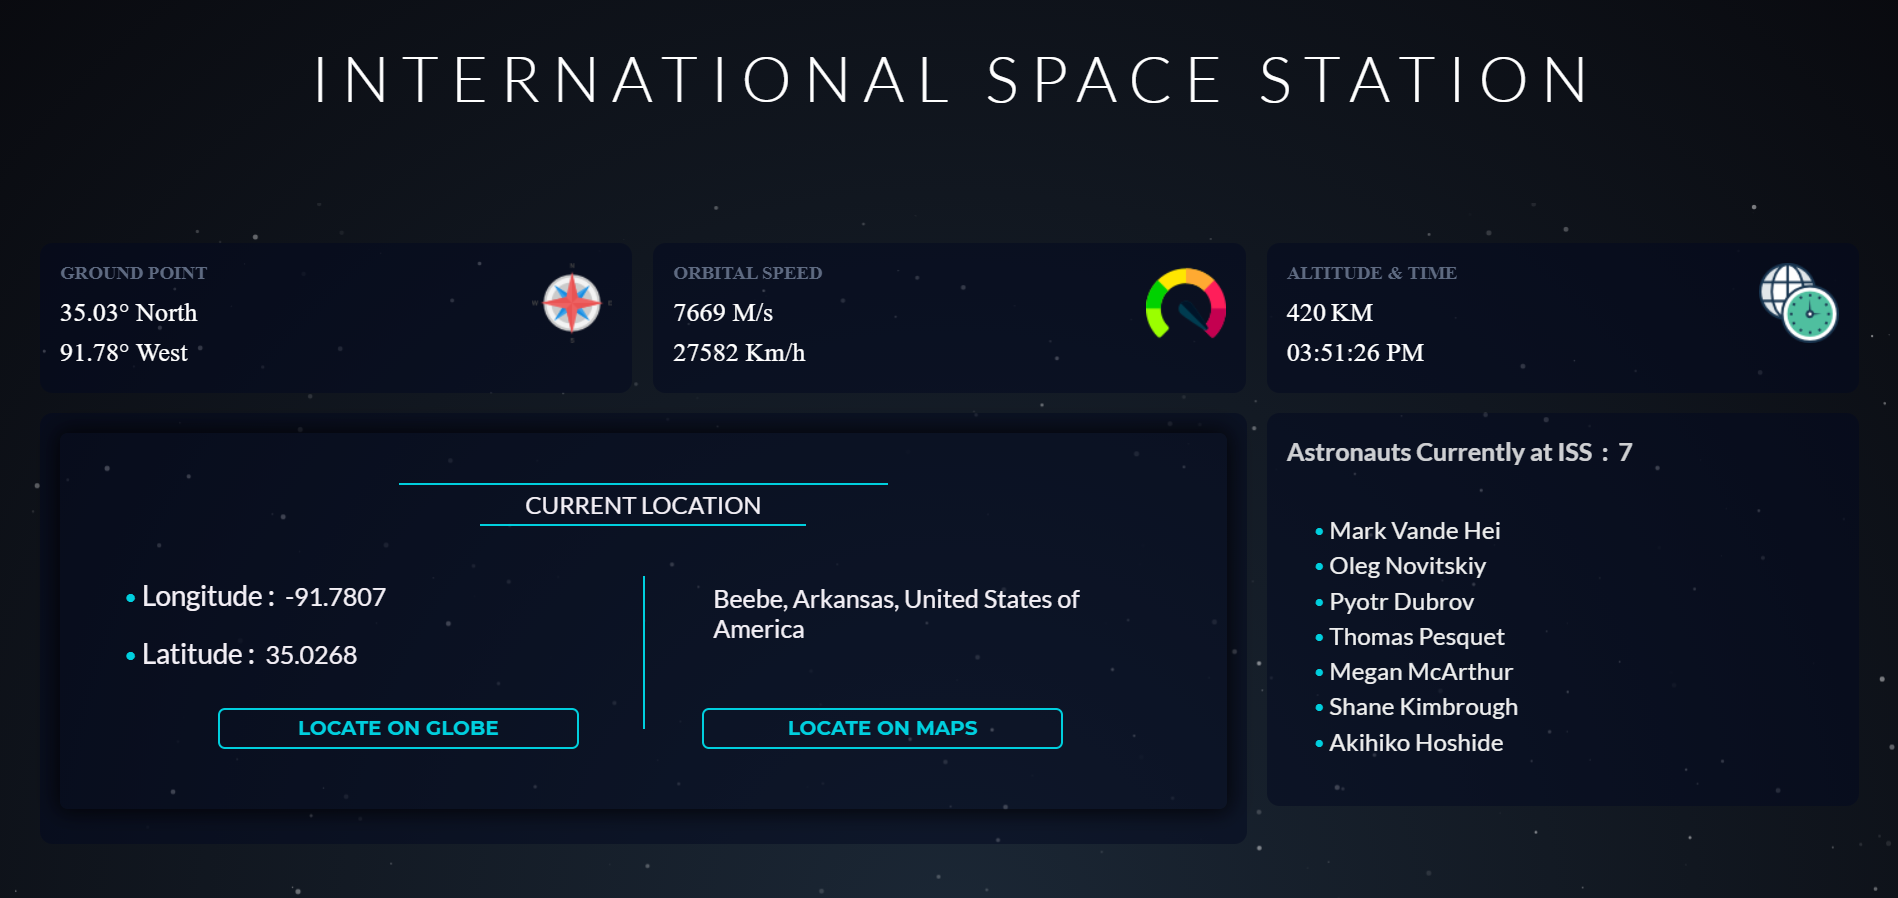 INTERNATIONAL SPACE STATION
GROUND POINT
35.03° North
91.78° West
ORBITAL SPEED
7669 M/s
27582 Km/h
ALTITUDE & TIME
420 KM
03:51:26 PM
CURRENT LOCATION
• Longitude : -91.7807
• Latitude : 35.0268
LOCATE ON GLOBE
Beebe, Arkansas, United States of
America
LOCATE ON MAPS
Astronauts Currently at ISS : 7
• Mark Vande Hei
• Oleg Novitskiy
• Pyotr Dubrov
• Thomas Pesquet
• Megan McArthur
• Shane Kimbrough
• Akihiko Hoshide